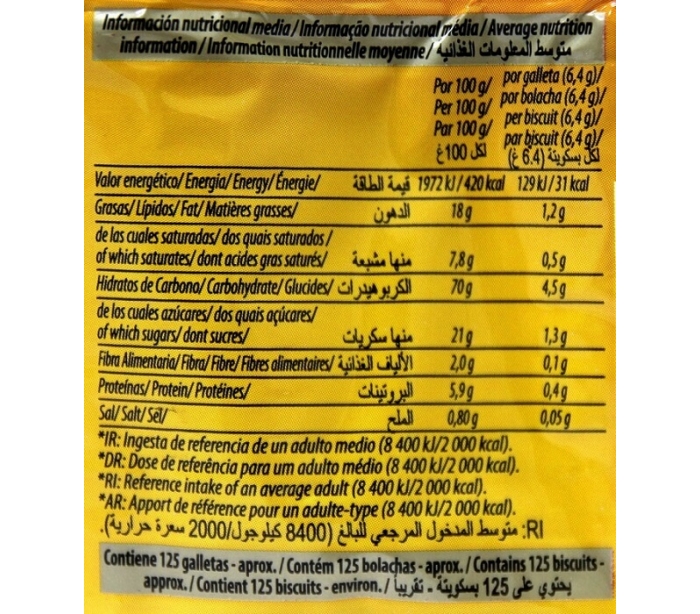 Información nutricional media/Informação nutricional média/Average nutrition
information/Information nutritionnelle moyenne/ متوسط المعلومات الغذائية
Por 100 g/ por galleta (6,4 g)/
Per 100 g/ por bolacha (6,4 g)/
Par 100 g/ per biscuit (6,4 g)/
لكل 100غ par biscuit (6,4 g)/
لكل بسكويتة (6.4 غ)
Valor energético/Energia/Energy/Énergie/ قيمة الطاقة 1972 kJ/420 kcal 129 kJ/31 kcal
Grasas/Lípidos/Fat/Matières grasses/ الدهون 18 g 1,2 g
de las cuales saturadas/dos quais saturados/
of which saturates/dont acides gras saturés/ منها مشبعة 7,8 g 0,5 g
Hidratos de Carbono/Carbohydrate/Glucides/ الكربوهيدرات 70 g 4,5 g
de los cuales azúcares/dos quais açúcares/
of which sugars/dont sucres/ منها سكريات 21 g 1,3 g
Fibra Alimentaria/Fibra/Fibre/Fibres alimentaires/ الألياف الغذائية 2,0 g 0,1 g
Proteínas/Protein/Protéines/ البروتينات 5,9 g 0,4 g
Sal/Salt/Sel/ الملح 0,80 g 0,05 g
*IR: Ingesta de referencia de un adulto medio (8 400 kJ/2 000 kcal).
*DR: Dose de referência para um adulto médio (8 400 kJ/2 000 kcal).
*RI: Reference intake of an average adult (8 400 kJ/2 000 kcal).
*AR: Apport de référence pour un adulte-type (8 400 kJ/2 000 kcal).
RI: متوسط المدخول المرجعي للبالغ (8400 كيلوجول/2000 سعرة حرارية).
Contiene 125 galletas - aprox./Contém 125 bolachas - aprox./Contains 125 biscuits -
approx./Contient 125 biscuits - environ./ يحتوي على 125 بسكويتة - تقريباً